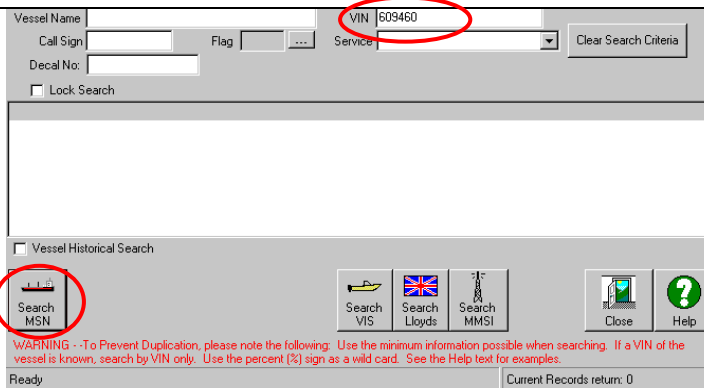 Vessel Name VIN 609460
Call Sign Flag ... Service Clear Search Criteria
Decal No:
Lock Search
Vessel Historical Search
Search MSN Search VIS Search Lloyds Search MMSI Close Help
WARNING - -To Prevent Duplication, please note the following: Use the minimum information possible when searching. If a VIN of the
vessel is known, search by VIN only. Use the percent (%) sign as a wild card. See the Help text for examples.
Ready Current Records return: 0